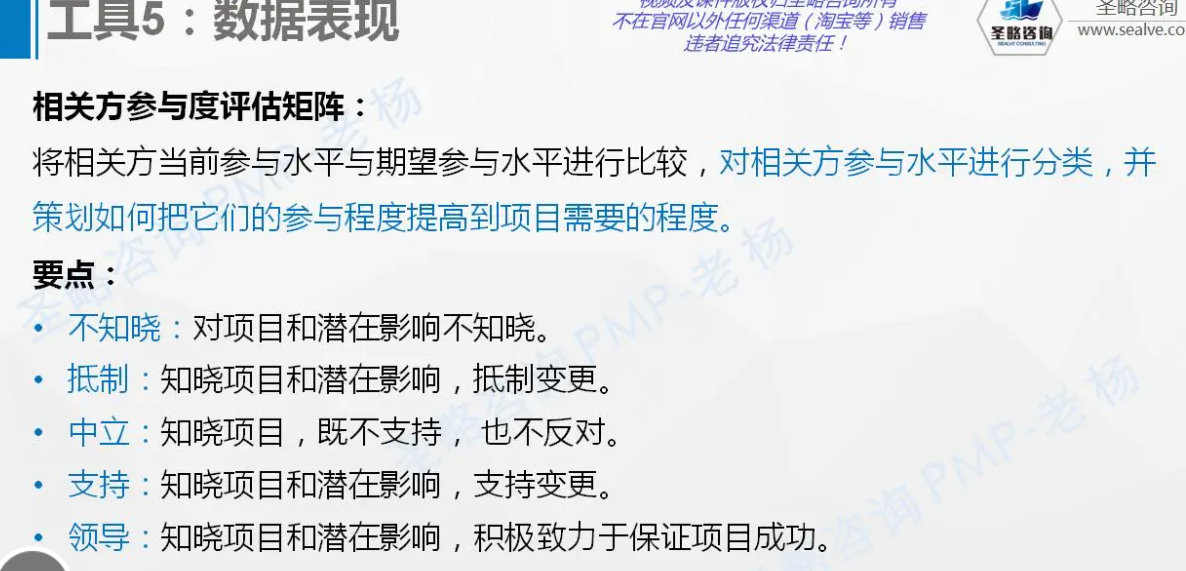 工具5：数据表现
视频及课件版权归圣略咨询所有
不在官网以外任何渠道（淘宝等）销售
违者追究法律责任！
圣略咨询
SEALVE CONSULTING
圣略咨询
www.sealve.co
相关方参与度评估矩阵：
将相关方当前参与水平与期望参与水平进行比较，对相关方参与水平进行分类，并
策划如何把它们的参与程度提高到项目需要的程度。
要点：
• 不知晓：对项目和潜在影响不知晓。
• 抵制：知晓项目和潜在影响，抵制变更。
• 中立：知晓项目，既不支持， 也不反对。
• 支持：知晓项目和潜在影响，支持变更。
• 领导：知晓项目和潜在影响，积极致力于保证项目成功。
圣略咨询 PMP-老杨
圣略咨询 PMP-老杨
圣略咨询 PMP-老杨